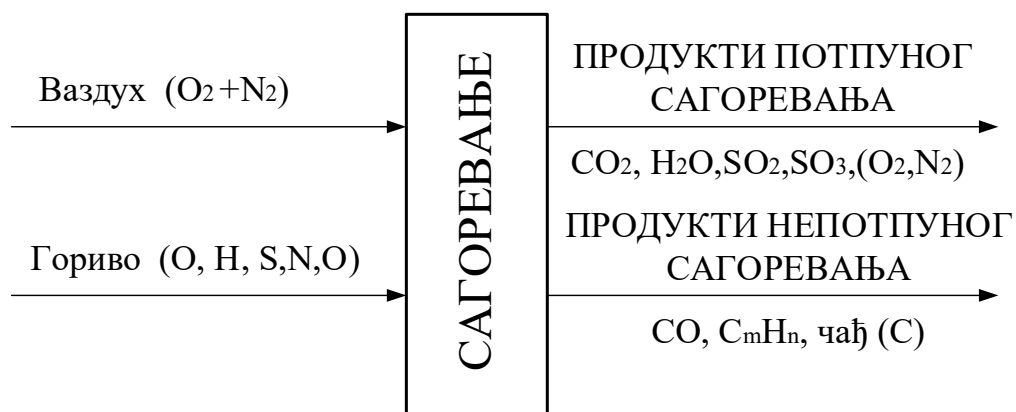 Ваздух (O2+N2)
Гориво (O, H, S,N,O)
САГОРЕВАЊЕ
ПРОДУКТИ ПОТПУНОГ
САГОРЕВАЊА
CO2, H2O,SO2,SO3,(O2,N2)
ПРОДУКТИ НЕПОТПУНОГ
САГОРЕВАЊА
CO, CmHn, чађ (C)